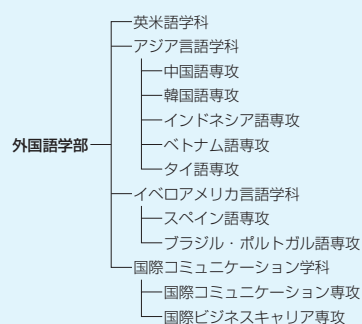 英米語学科
アジア言語学科
中国語専攻
韓国語専攻
インドネシア語専攻
外国語学部
ベトナム語専攻
タイ語専攻
イベロアメリカ言語学科
スペイン語専攻
ブラジル・ポルトガル語専攻
国際コミュニケーション学科
国際コミュニケーション専攻
国際ビジネスキャリア専攻